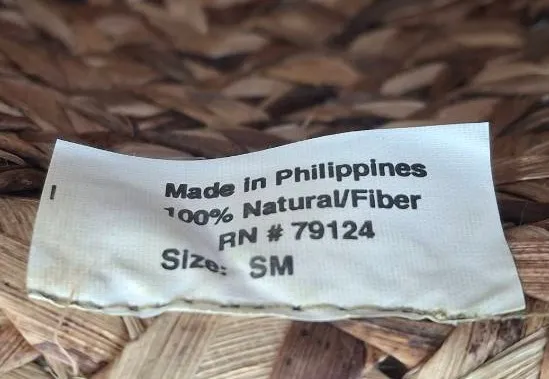 Made in Philippines
100% Natural/Fiber
RN # 79124
Size: SM